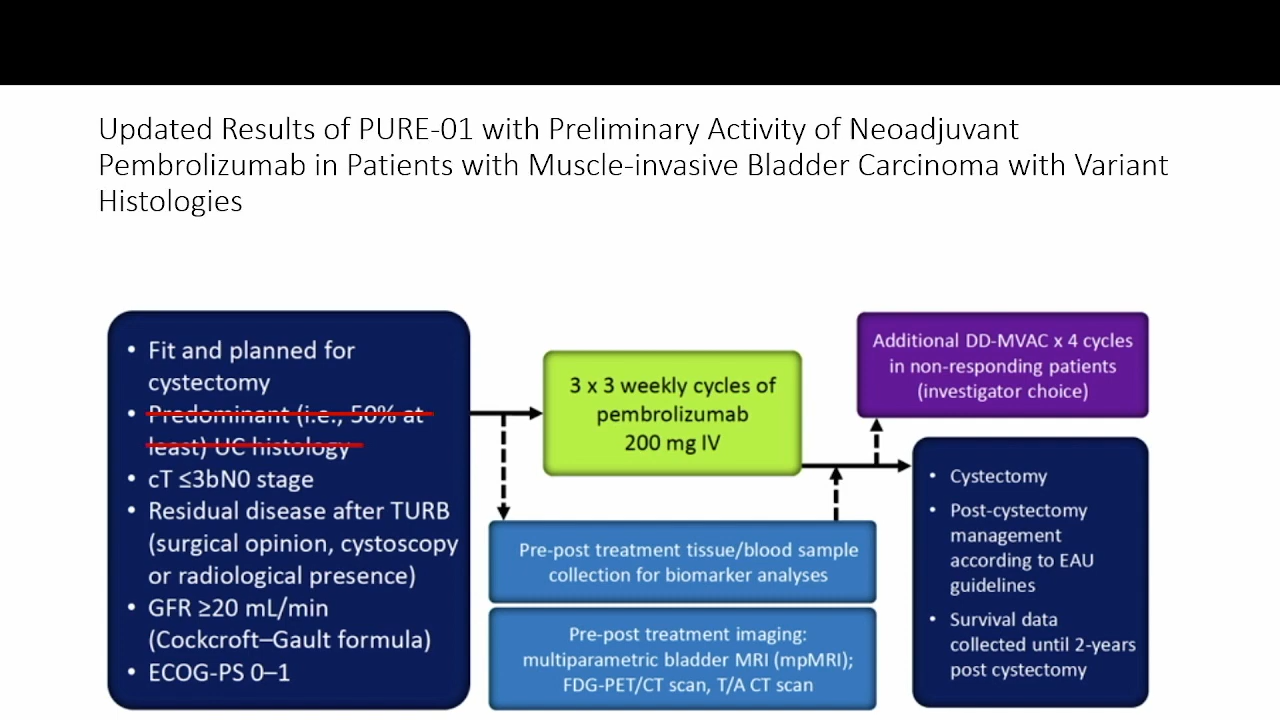 Updated Results of PURE-01 with Preliminary Activity of Neoadjuvant
Pembrolizumab in Patients with Muscle-invasive Bladder Carcinoma with Variant
Histologies
• Fit and planned for
cystectomy
• Predominant (i.e., 50% at
least) UC histology
• cT ≤3bN0 stage
• Residual disease after TURB
(surgical opinion, cystoscopy
or radiological presence)
• GFR ≥20 mL/min
(Cockcroft–Gault formula)
• ECOG-PS 0–1
3 x 3 weekly cycles of
pembrolizumab
200 mg IV
Pre-post treatment tissue/blood sample
collection for biomarker analyses
Pre-post treatment imaging:
multiparametric bladder MRI (mpMRI);
FDG-PET/CT scan, T/A CT scan
Additional DD-MVAC x 4 cycles
in non-responding patients
(investigator choice)
• Cystectomy
• Post-cystectomy
management
according to EAU
guidelines
• Survival data
collected until 2-years
post cystectomy